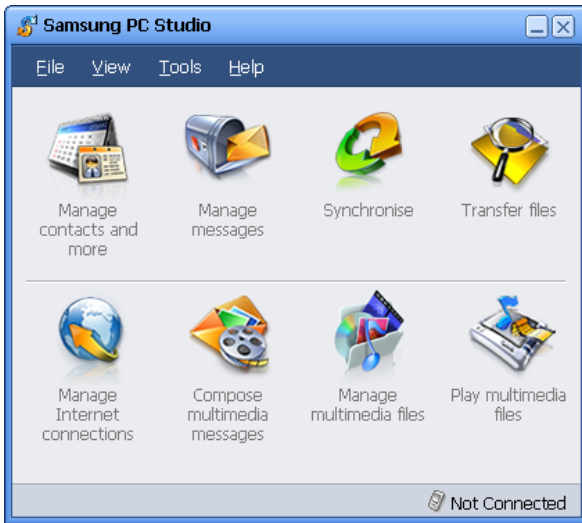 Samsung PC Studio
File View Tools Help
Manage contacts and more
Manage messages
Synchronise
Transfer files
Manage Internet connections
Compose multimedia messages
Manage multimedia files
Play multimedia files
Not Connected